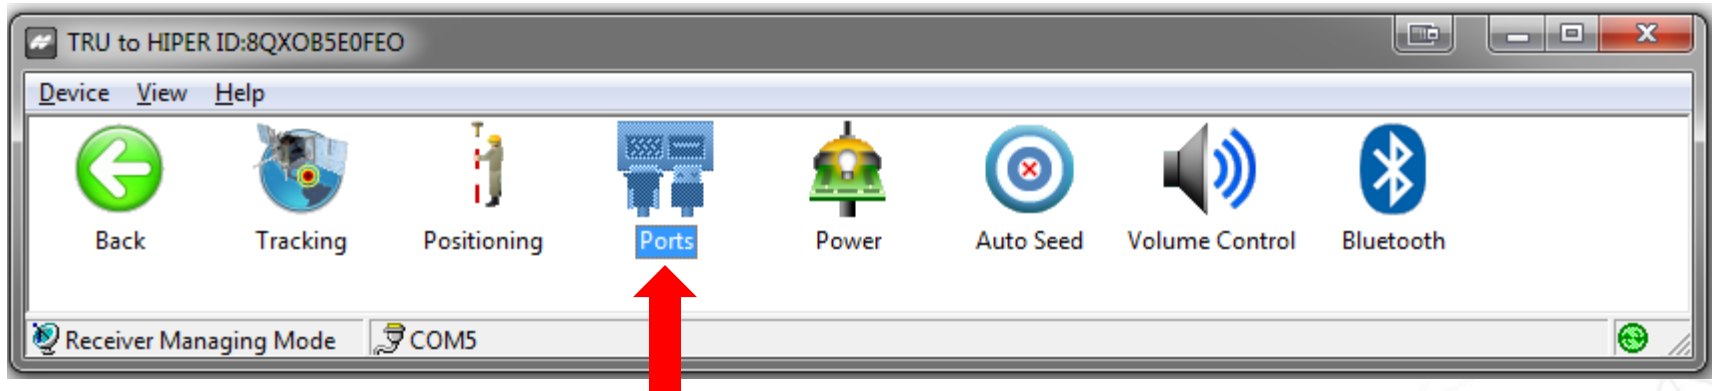 TRU to HIPER ID:8QXOB5E0FEO
Device View Help
Back Tracking Positioning Ports Power Auto Seed Volume Control Bluetooth
Receiver Managing Mode COM5